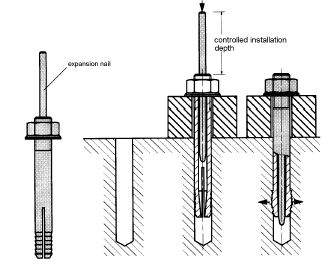 controlled installation
depth
expansion nail